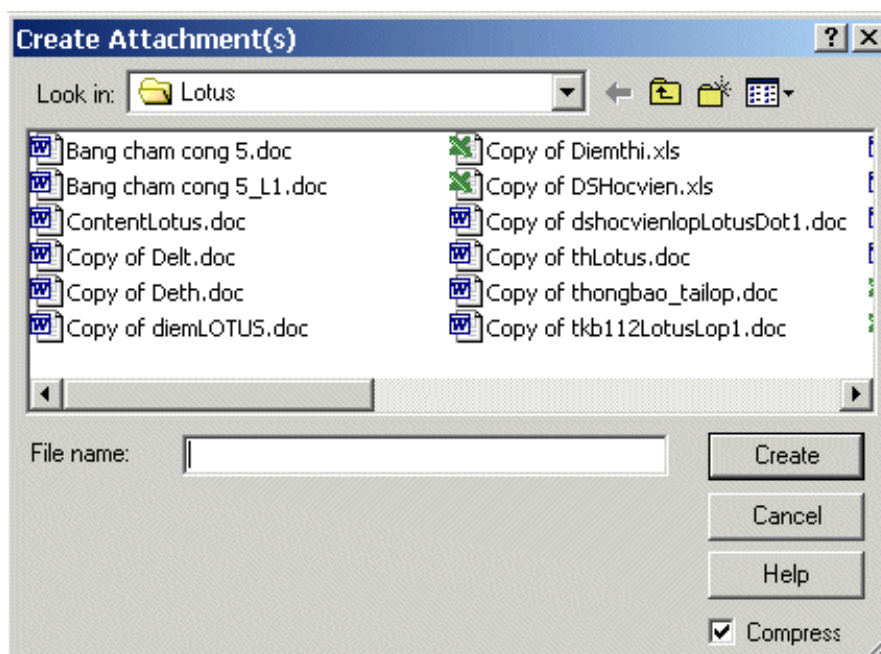 Create Attachment(s)
Look in: Lotus
Bang cham cong 5.doc
Bang cham cong 5_L1.doc
ContentLotus.doc
Copy of Delt.doc
Copy of Deth.doc
Copy of diemLOTUS.doc
Copy of Diemthi.xls
Copy of DSHocvien.xls
Copy of dshocvienlopLotusDot1.doc
Copy of thLotus.doc
Copy of thongbao_tailop.doc
Copy of tkb112LotusLop1.doc
File name:
Create
Cancel
Help
Compress